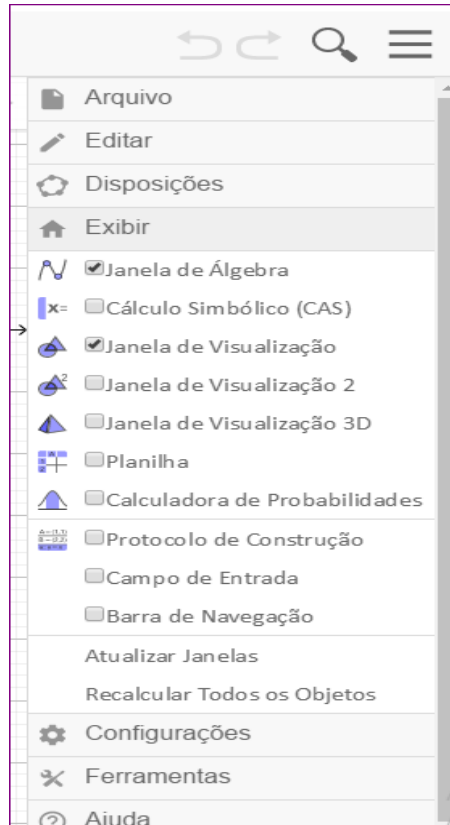 Arquivo
Editar
Disposições
Exibir
Janela de Álgebra
x= Cálculo Simbólico (CAS)
Janela de Visualização
2 Janela de Visualização 2
Janela de Visualização 3D
Planilha
Calculadora de Probabilidades
Protocolo de Construção
Campo de Entrada
Barra de Navegação
Atualizar Janelas
Recalcular Todos os Objetos
Configurações
Ferramentas
Ajuda